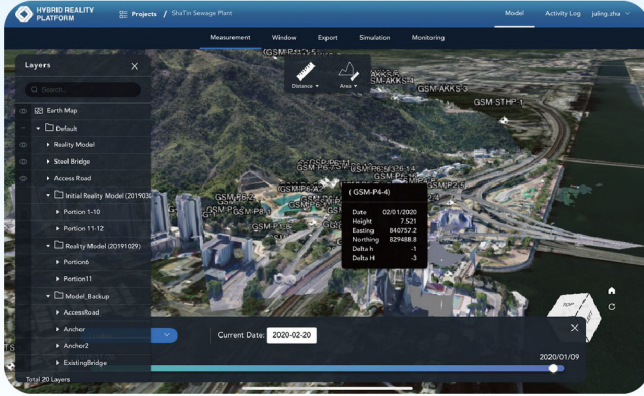 HYBRID REALITY
PLATFORM
Projects / ShaTin Sewage Plant
Model
Activity Log
juling.zhu
Measurement
Window
Export
Simulation
Monitoring
Layers
X
Search...
Distance
Area
GSM-AKKS-3
GSM-STHP-1
Earth Map
Default
Reality Model
Steel Bridge
Access Road
Initial Reality Model (2019030
Portion 1-10
Portion 11-12
Reality Model (20191029)
Portion6
Portion11
Model_Backup
AccessRoad
Anchor
Anchor2
ExistingBridge
Total 20 Layers
( GSM-P4-4)
Date 02/01/2020
Height 7.521
Easting 840757.2
Northing 829488.8
Delta h -1
Delta H -3
TOP
Current Date: 2020-02-20
2020/01/09